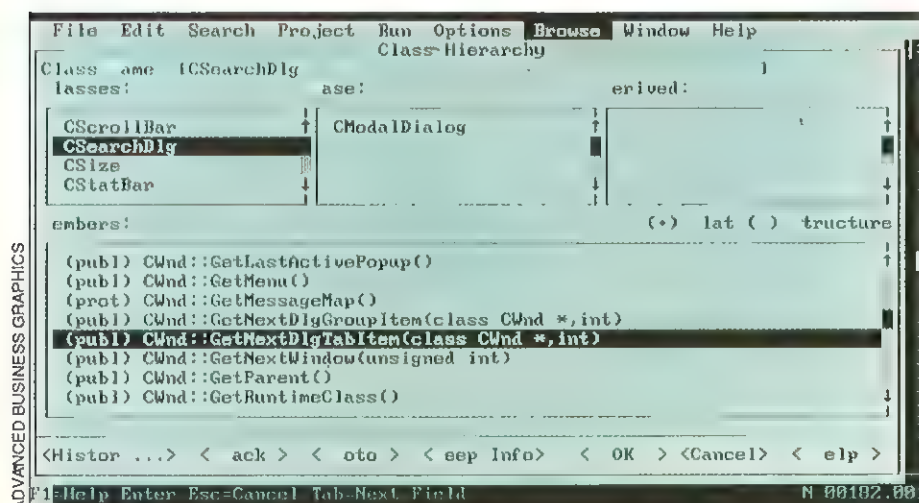 File Edit Search Project Run Options Browse Window Help
Class Hierarchy
Class ame [CSearchDlg ]
lasses: ase: erived:
CScrollBar CModalDialog
CSearchDlg
CSize
CStatBar
embers: (•) lat ( ) tructure
(publ) CWnd::GetLastActivePopup()
(publ) CWnd::GetMenu()
(prot) CWnd::GetMessageMap()
(publ) CWnd::GetNextDlgGroupItem(class CWnd *,int)
(publ) CWnd::GetNextDlgTabItem(class CWnd *,int)
(publ) CWnd::GetNextWindow(unsigned int)
(publ) CWnd::GetParent()
(publ) CWnd::GetRuntimeClass()
<Histor ...> < ack > < oto > < eep Info> < OK > <Cancel> < elp >
F1=Help Enter Esc=Cancel Tab-Next Field N 00182.00
ADVANCED BUSINESS GRAPHICS